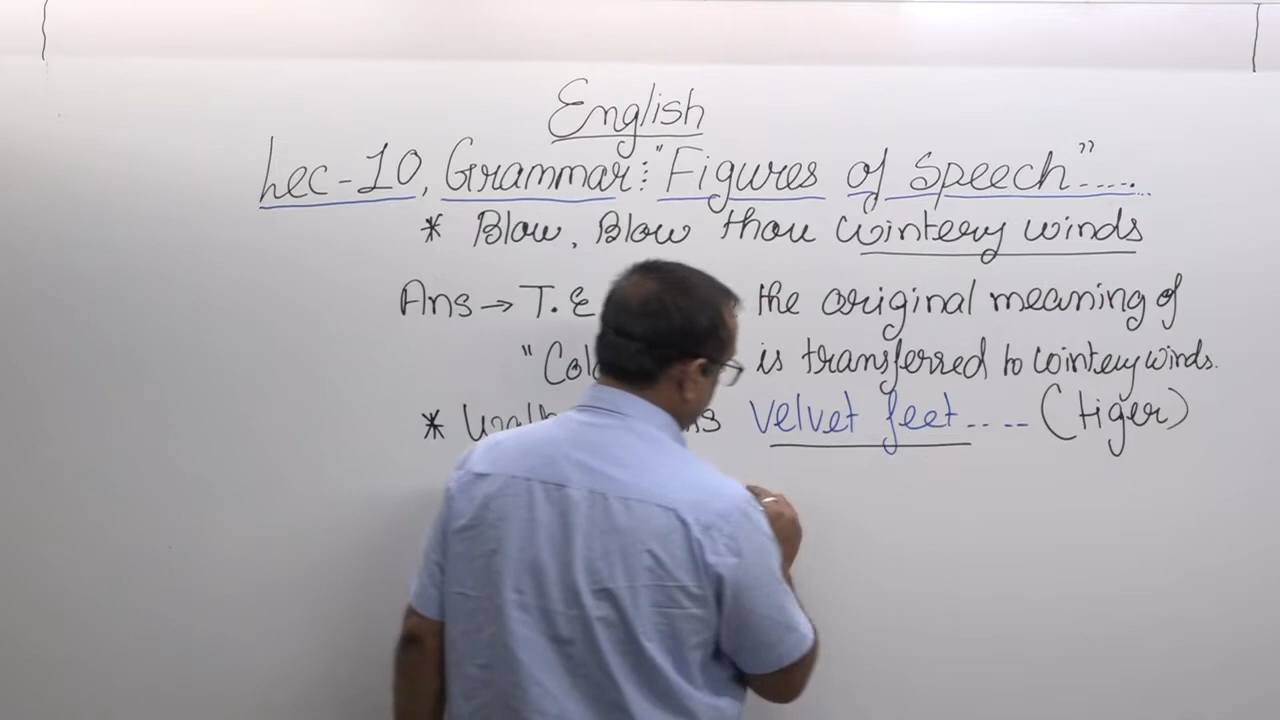 English
Lec-10, Grammar: "Figures of Speech".....
* Blow, Blow thou wintery winds
Ans → T.E the original meaning of
"Col is transferred to wintery winds.
* velvet feet.... (tiger)